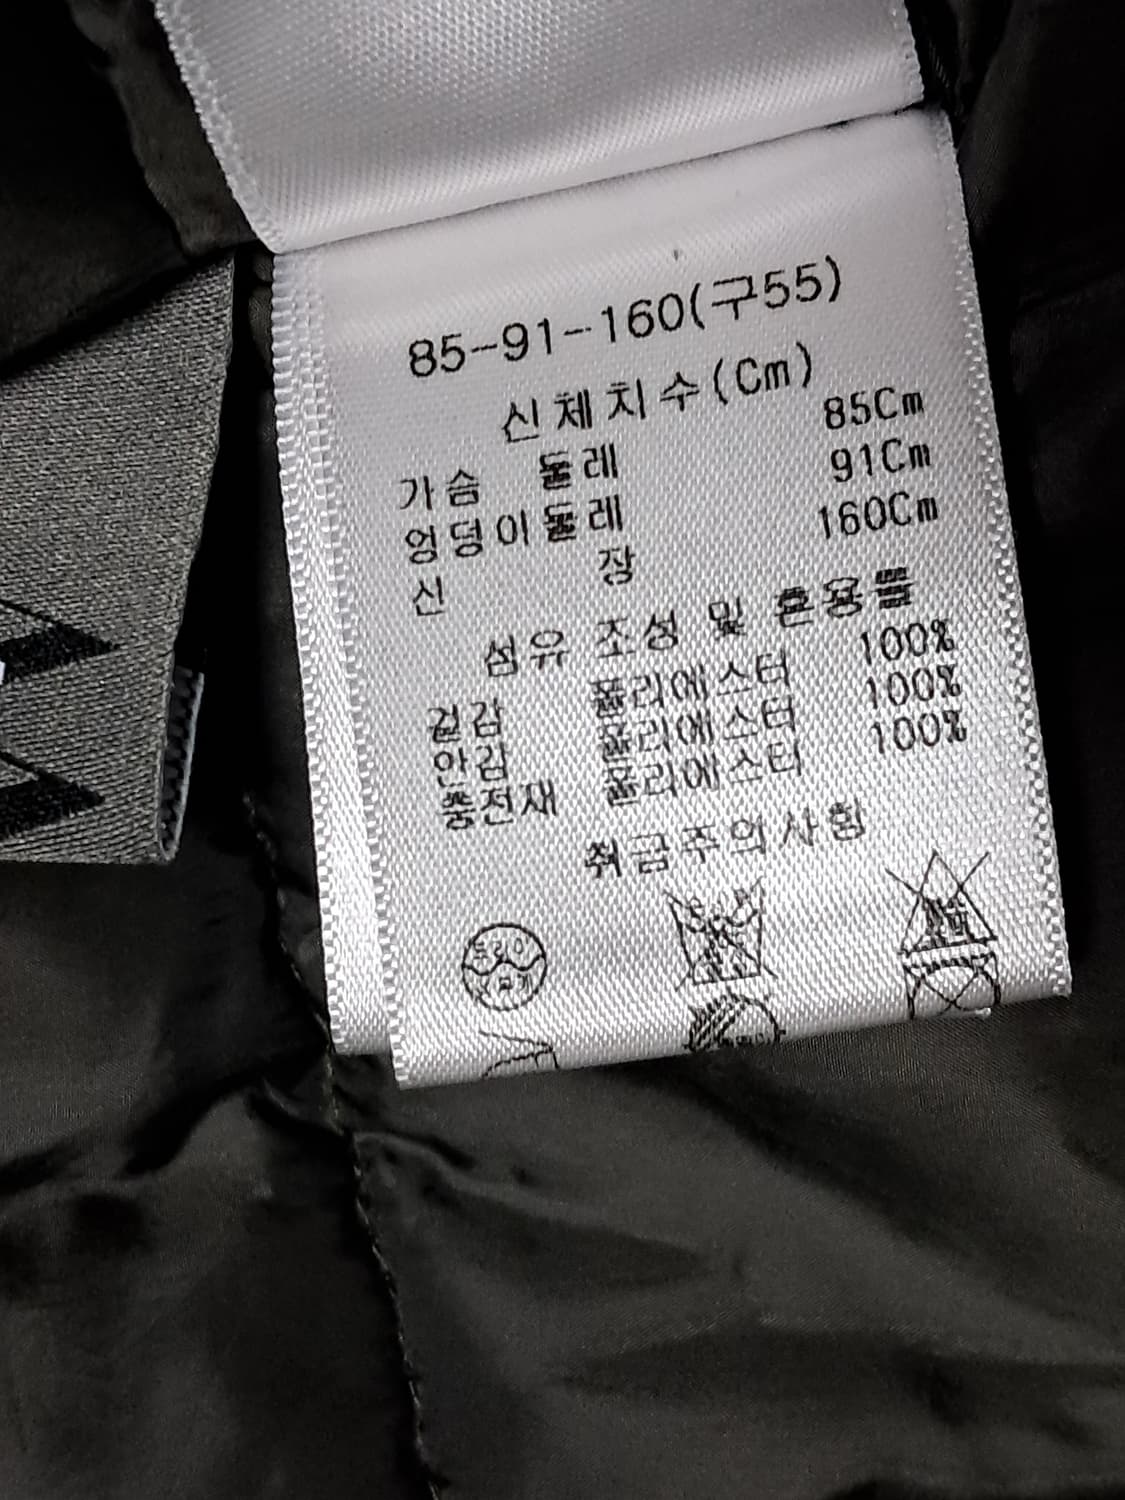 85-91-160(구55)
신체치수(Cm)
가슴 둘레 85Cm
엉덩이둘레 91Cm
신 장 160Cm
섬유 조성 및 혼용률
겉감 폴리에스터 100%
안감 폴리에스터 100%
충전재 폴리에스터 100%
취급주의사항
드라이